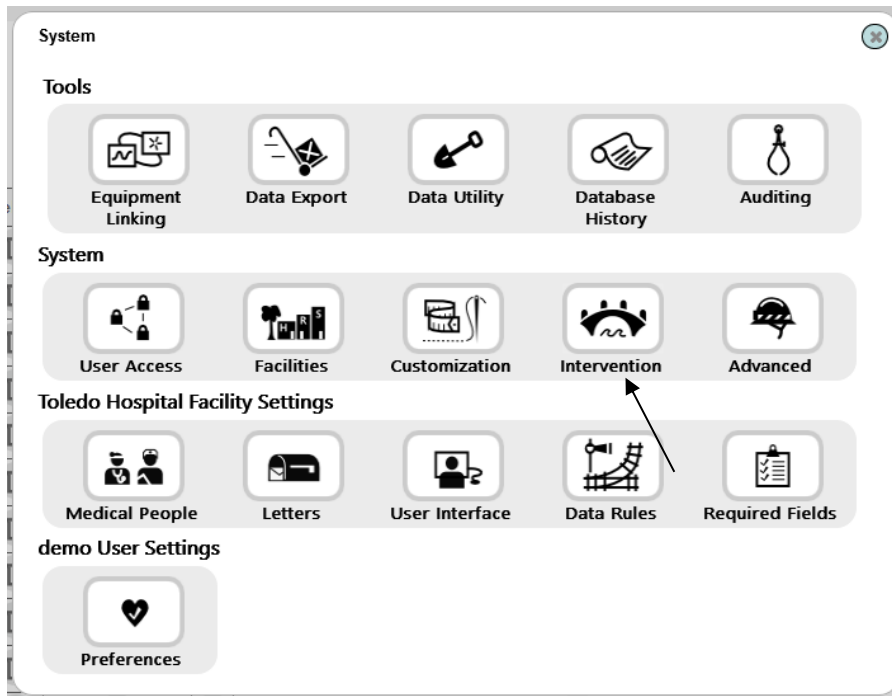 System
Tools
Equipment Linking
Data Export
Data Utility
Database History
Auditing
System
H R S
User Access
Facilities
Customization
Intervention
Advanced
Toledo Hospital Facility Settings
Medical People
Letters
User Interface
Data Rules
Required Fields
demo User Settings
Preferences